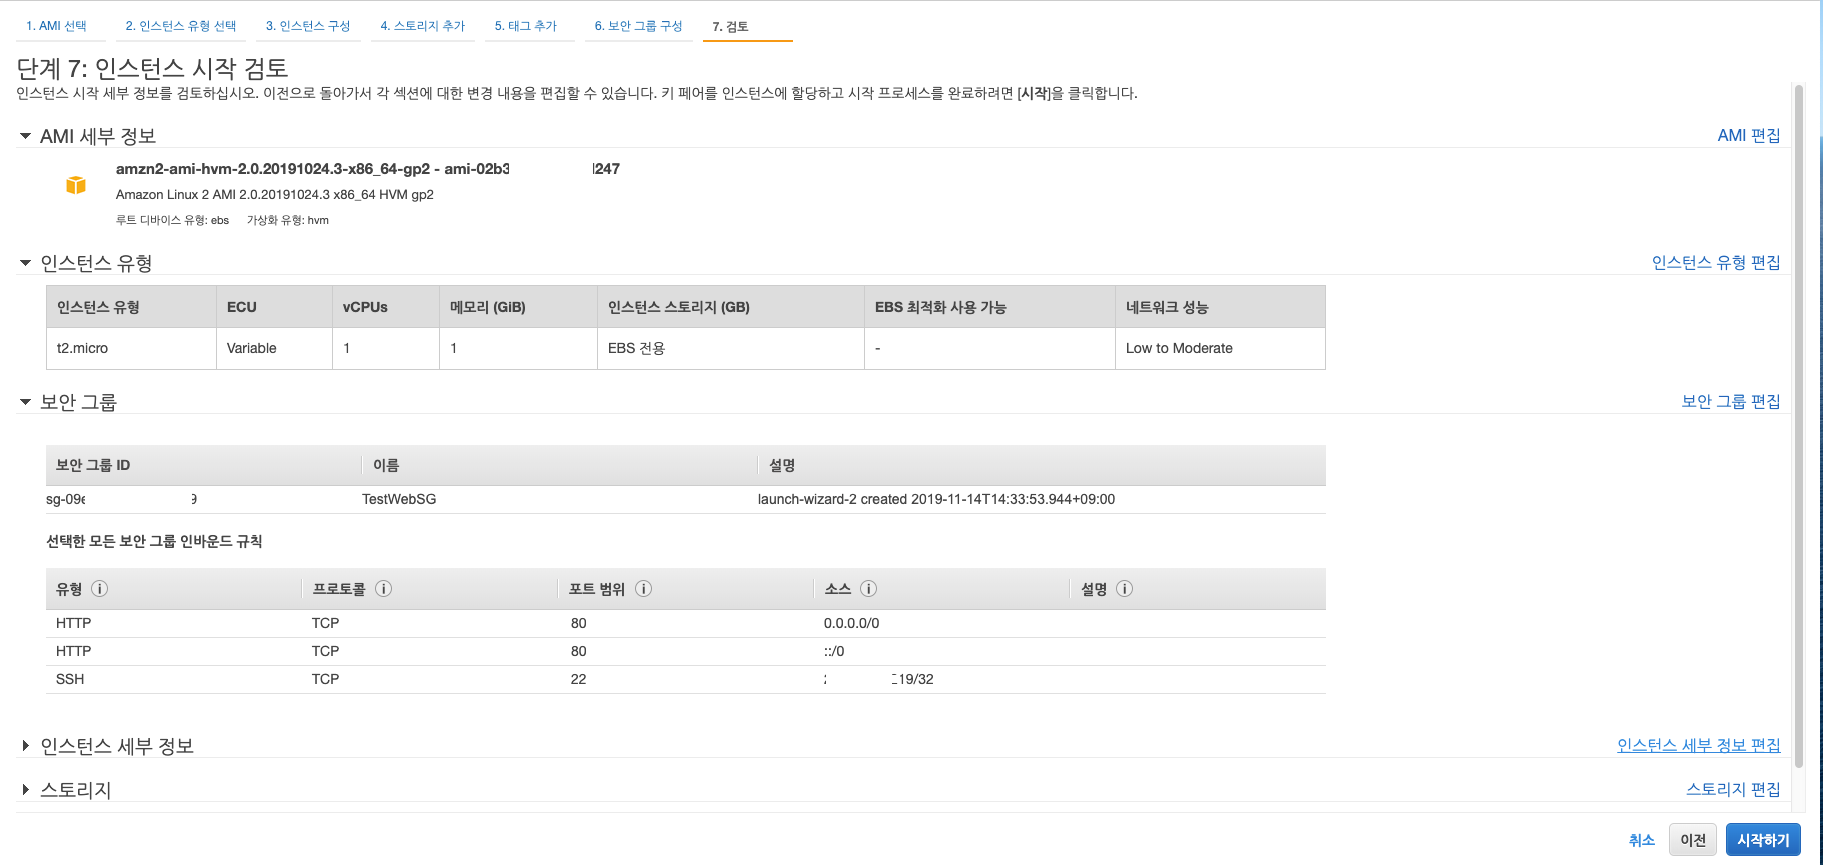 1. AMI 선택 2. 인스턴스 유형 선택 3. 인스턴스 구성 4. 스토리지 추가 5. 태그 추가 6. 보안 그룹 구성 7. 검토
단계 7: 인스턴스 시작 검토
인스턴스 시작 세부 정보를 검토하십시오. 이전으로 돌아가서 각 섹션에 대한 변경 내용을 편집할 수 있습니다. 키 페어를 인스턴스에 할당하고 시작 프로세스를 완료하려면 [시작]을 클릭합니다.
AMI 세부 정보 AMI 편집
amzn2-ami-hvm-2.0.20191024.3-x86_64-gp2 - ami-02b3 247
Amazon Linux 2 AMI 2.0.20191024.3 x86_64 HVM gp2
루트 디바이스 유형: ebs 가상화 유형: hvm
인스턴스 유형 인스턴스 유형 편집
인스턴스 유형 ECU vCPUs 메모리 (GiB) 인스턴스 스토리지 (GB) EBS 최적화 사용 가능 네트워크 성능
t2.micro Variable 1 1 EBS 전용 - Low to Moderate
보안 그룹 보안 그룹 편집
보안 그룹 ID 이름 설명
sg-09e 9 TestWebSG launch-wizard-2 created 2019-11-14T14:33:53.944+09:00
선택한 모든 보안 그룹 인바운드 규칙
유형 프로토콜 포트 범위 소스 설명
HTTP TCP 80 0.0.0.0/0
HTTP TCP 80 ::/0
SSH TCP 22 19/32
인스턴스 세부 정보 인스턴스 세부 정보 편집
스토리지 스토리지 편집
취소 이전 시작하기